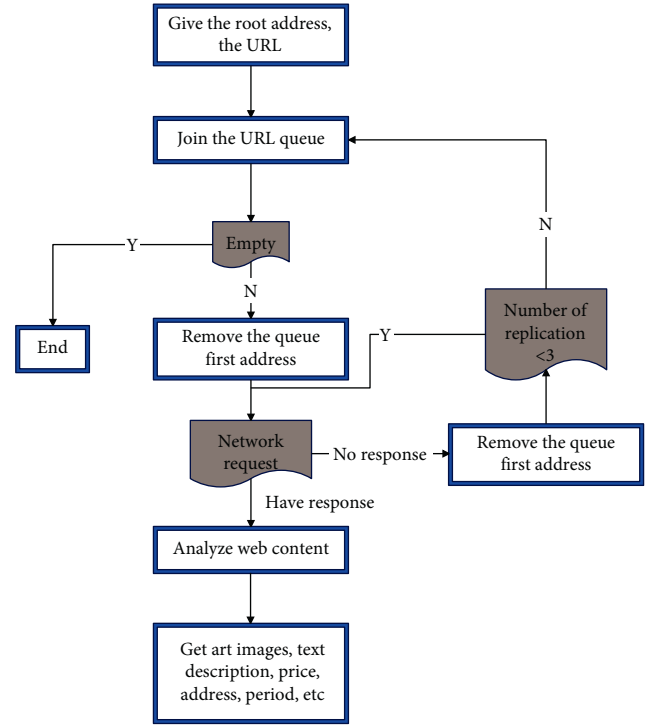 Give the root address,
the URL
Join the URL queue
Empty
Y
N
End
Remove the queue
first address
Y
N
Number of
replication
<3
Network
request
No response
Remove the queue
first address
Have response
Analyze web content
Get art images, text
description, price,
address, period, etc